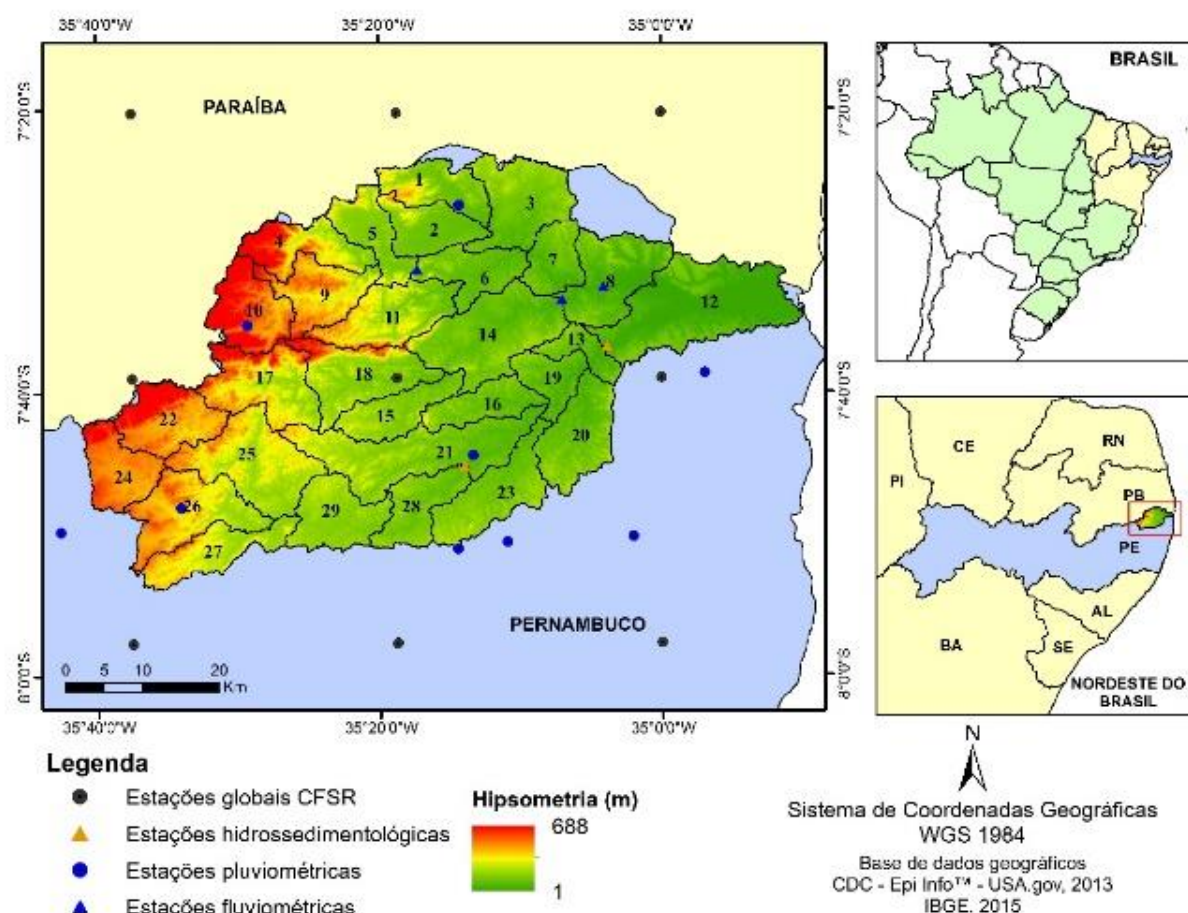 35°40'0"W 35°20'0"W 35°0'0"W
7°20'0"S
7°40'0"S
8°0'0"S
PARAÍBA
1
2
3
4
5
6
7
8
9
10
11
12
13
14
15
16
17
18
19
20
21
22
23
24
25
26
27
28
29
PERNAMBUCO
0 5 10 20
Km
7°20'0"S
7°40'0"S
8°0'0"S
35°40'0"W 35°20'0"W 35°0'0"W
BRASIL
CE
RN
PI
PB
PE
AL
SE
BA
NORDESTE DO
BRASIL
Legenda
Estações globais CFSR
Estações hidrossedimentológicas
Estações pluviométricas
Estações fluviométricas
Hipsometria (m)
688
1
N
Sistema de Coordenadas Geográficas
WGS 1984
Base de dados geográficos
CDC - Epi Info™ - USA.gov, 2013
IBGE, 2015